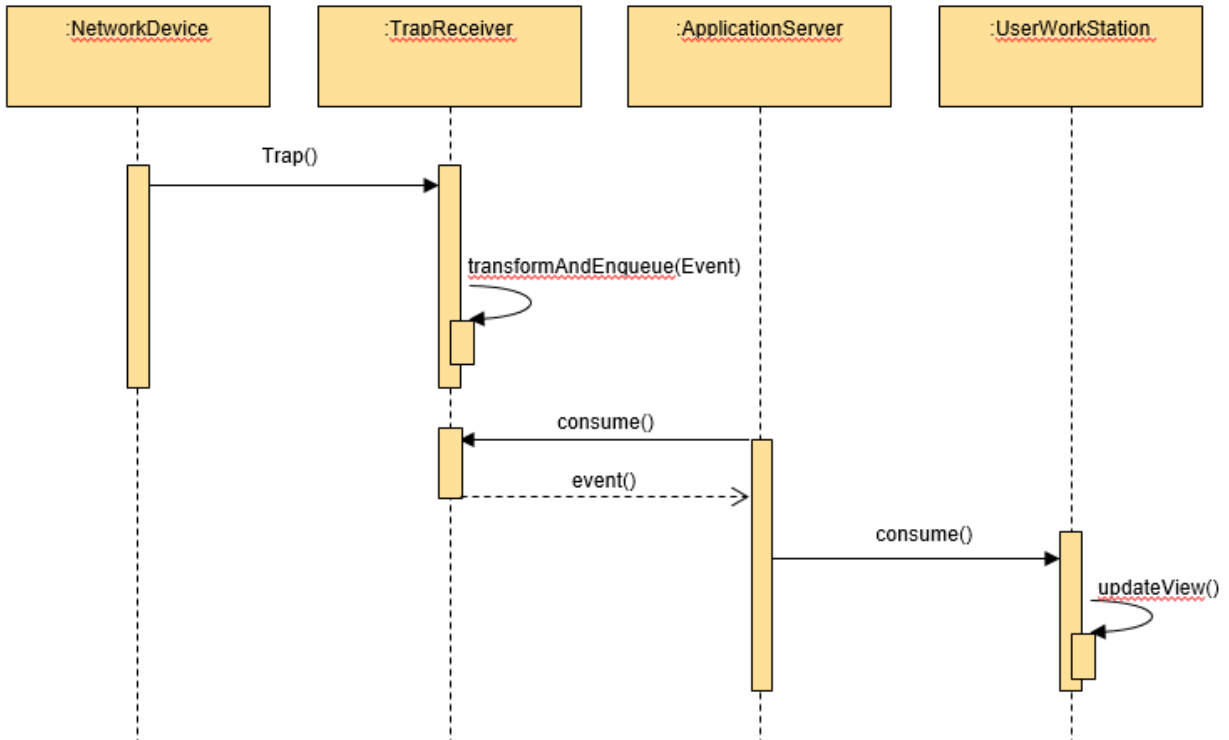 :NetworkDevice
:TrapReceiver
:ApplicationServer
:UserWorkStation
Trap()
transformAndEnqueue(Event)
consume()
event()
consume()
updateView()